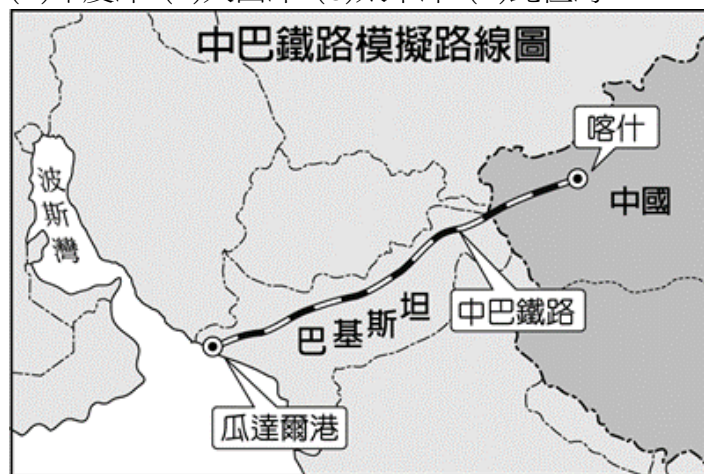 中巴鐵路模擬路線圖
喀什
中國
波斯灣
中巴鐵路
巴基斯坦
瓜達爾港